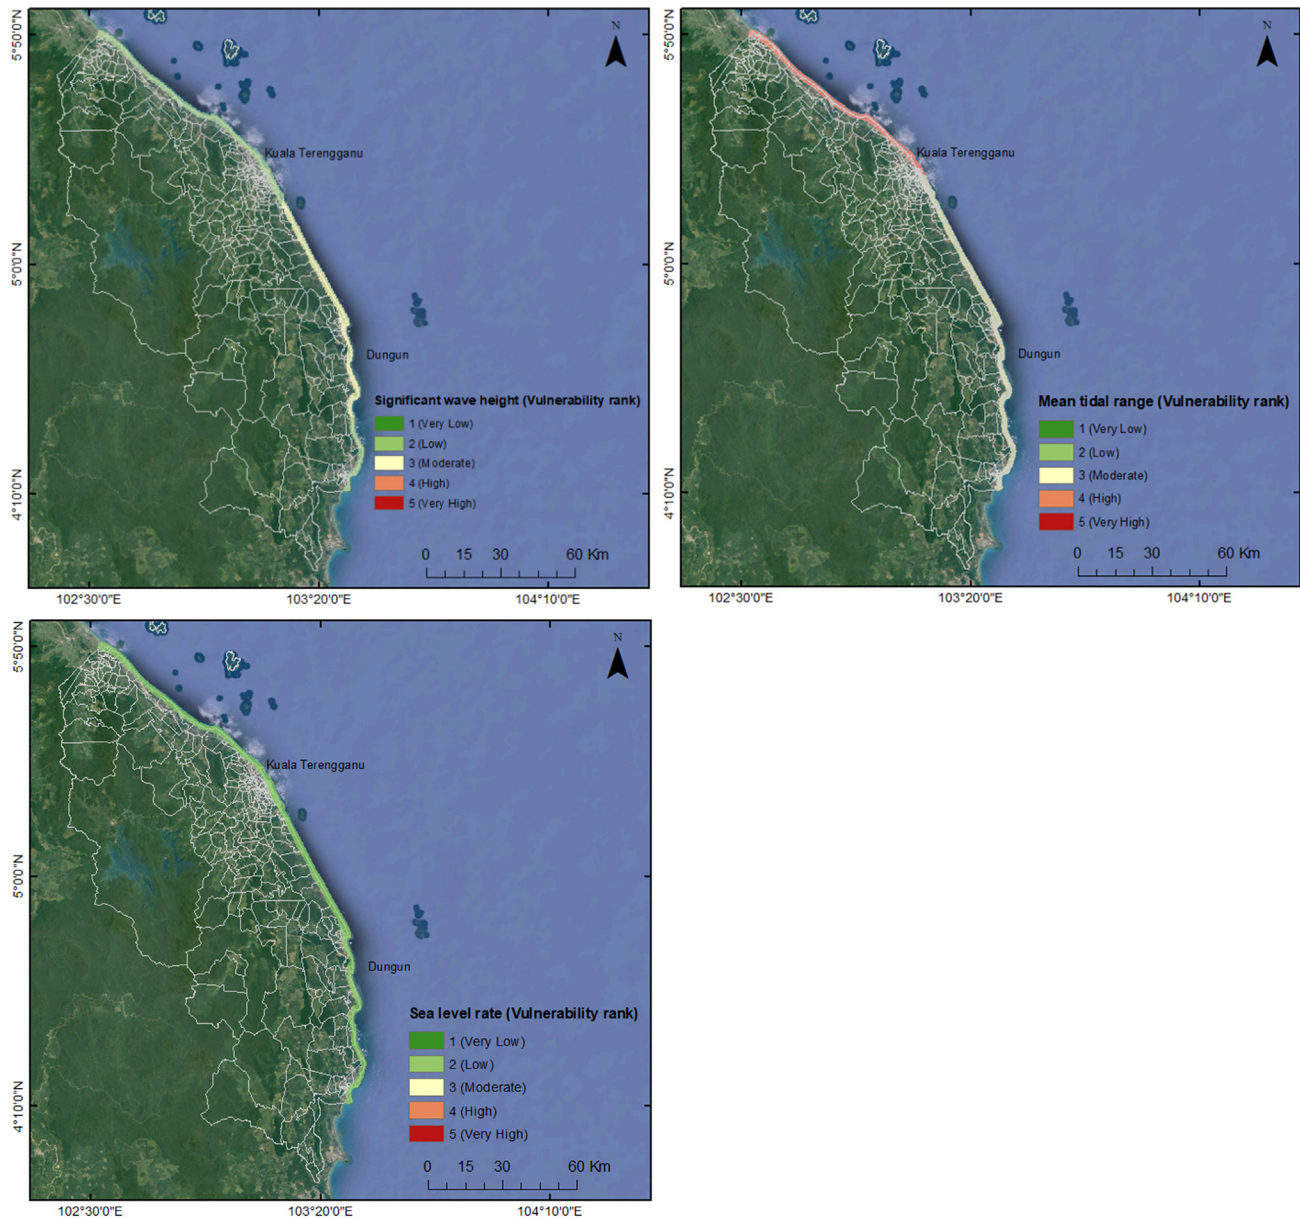 N
5°50'0"N
Kuala Terengganu
5°0'0"N
Dungun
Significant wave height (Vulnerability rank)
1 (Very Low)
2 (Low)
3 (Moderate)
4 (High)
5 (Very High)
4°10'0"N
0 15 30 60 Km
102°30'0"E 103°20'0"E 104°10'0"E
N
5°50'0"N
Kuala Terengganu
5°0'0"N
Dungun
Mean tidal range (Vulnerability rank)
1 (Very Low)
2 (Low)
3 (Moderate)
4 (High)
5 (Very High)
4°10'0"N
0 15 30 60 Km
102°30'0"E 103°20'0"E 104°10'0"E
N
5°50'0"N
Kuala Terengganu
5°0'0"N
Dungun
Sea level rate (Vulnerability rank)
1 (Very Low)
2 (Low)
3 (Moderate)
4 (High)
5 (Very High)
4°10'0"N
0 15 30 60 Km
102°30'0"E 103°20'0"E 104°10'0"E